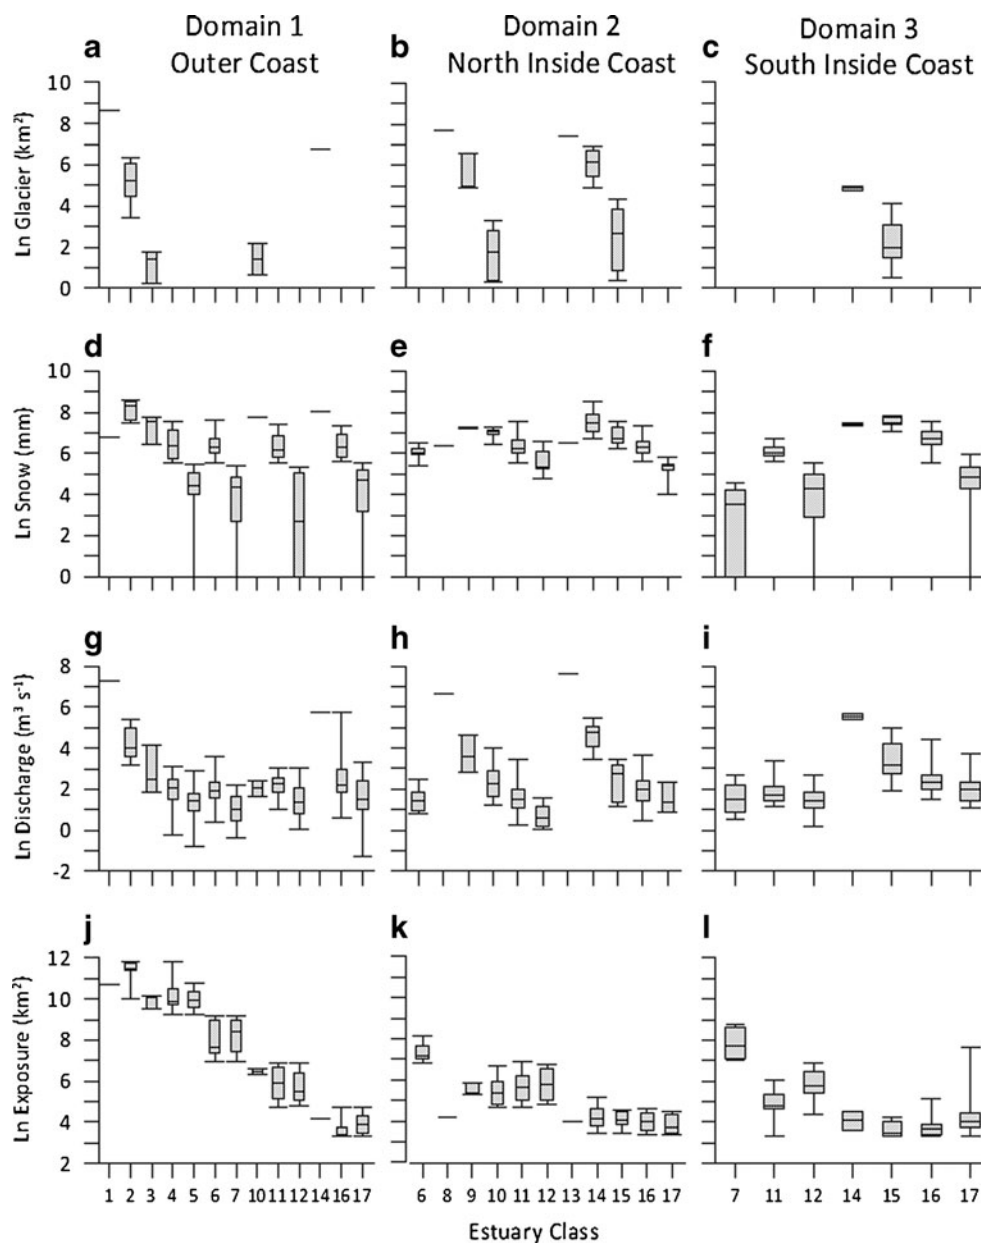 Domain 1 Domain 2 Domain 3
Outer Coast North Inside Coast South Inside Coast
a b c
Ln Glacier (km²)
10
8
6
4
2
0
d e f
Ln Snow (mm)
10
8
6
4
2
0
g h i
Ln Discharge (m³ s⁻¹)
8
6
4
2
0
-2
j k l
Ln Exposure (km²)
12
10
8
6
4
2
1 2 3 4 5 6 7 10 11 12 14 16 17 6 8 9 10 11 12 13 14 15 16 17 7 11 12 14 15 16 17
Estuary Class